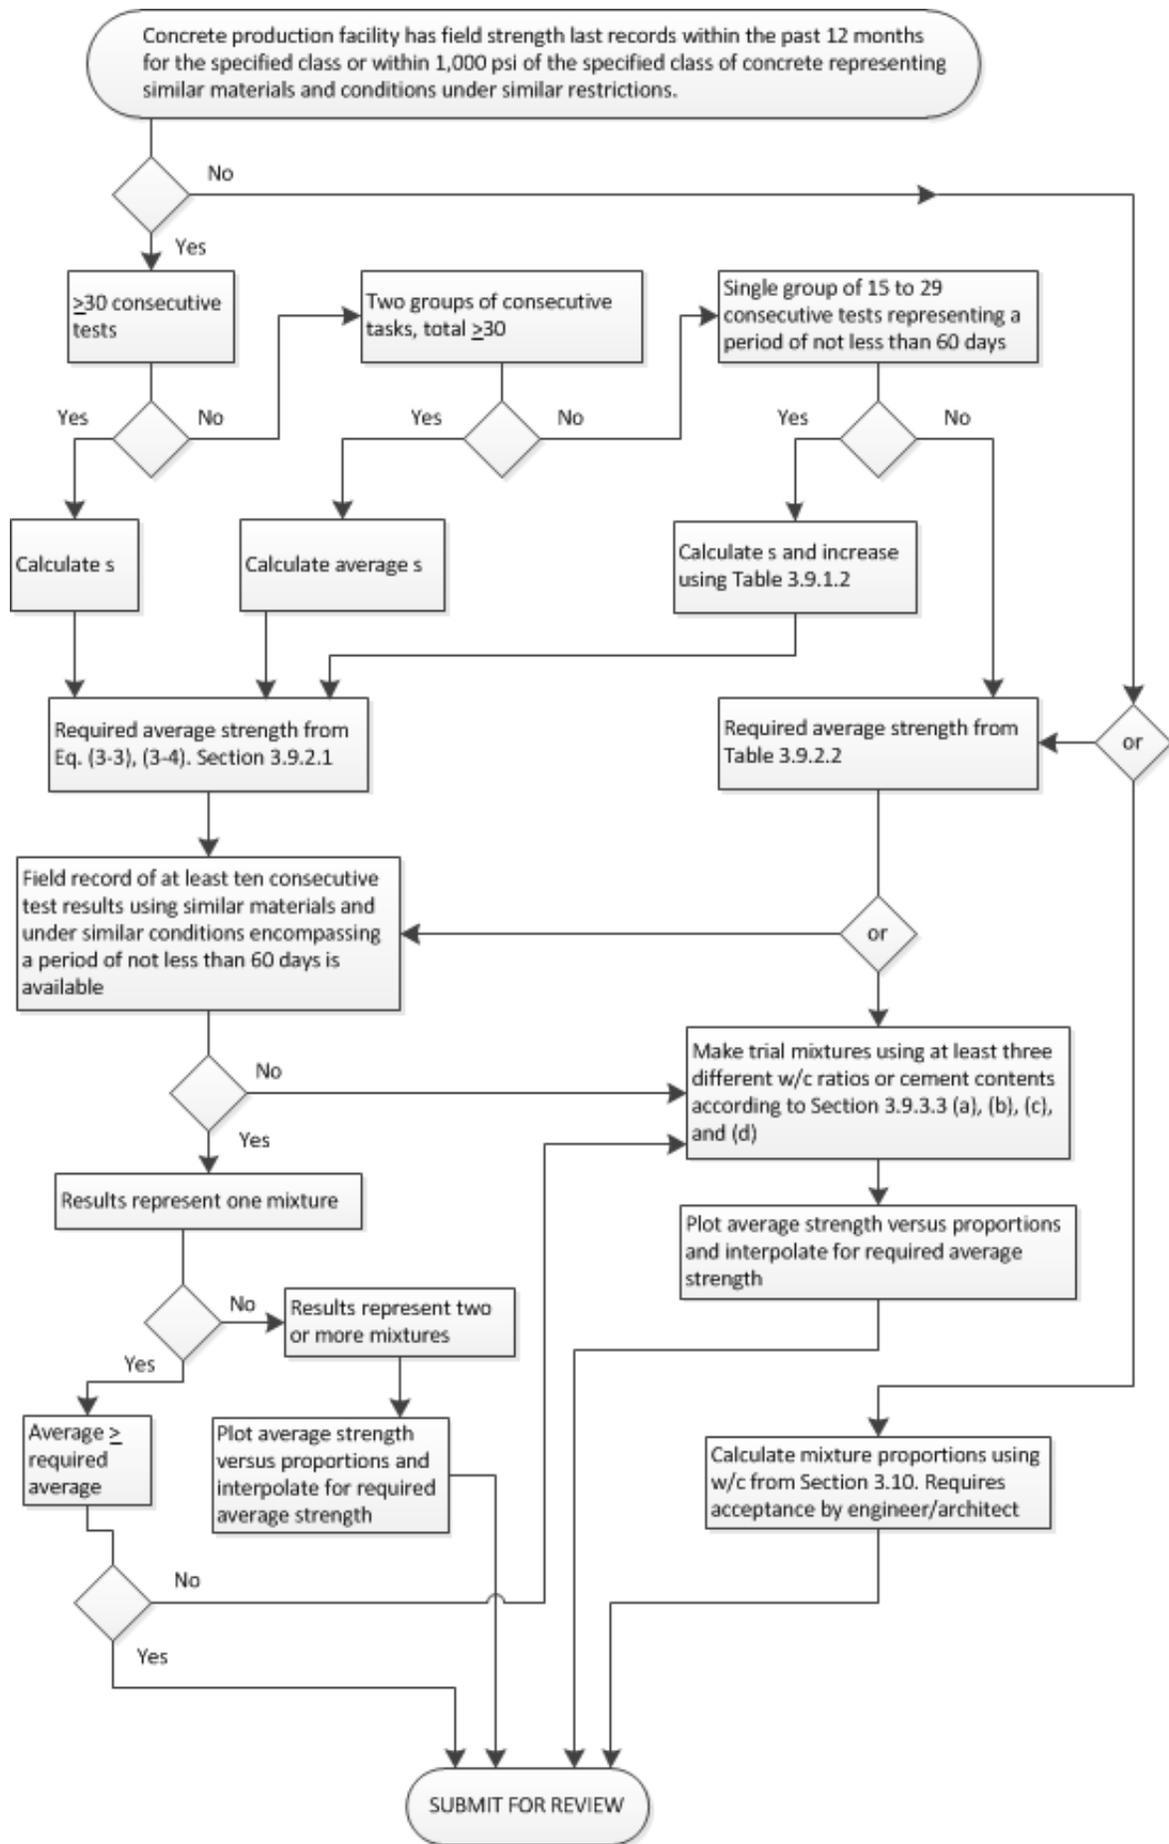 Concrete production facility has field strength last records within the past 12 months
for the specified class or within 1,000 psi of the specified class of concrete representing
similar materials and conditions under similar restrictions.
No
Yes
≥30 consecutive
tests
Two groups of consecutive
tasks, total ≥30
Single group of 15 to 29
consecutive tests representing a
period of not less than 60 days
Yes
No
Yes
No
Yes
No
Calculate s
Calculate average s
Calculate s and increase
using Table 3.9.1.2
Required average strength from
Eq. (3-3), (3-4). Section 3.9.2.1
Required average strength from
Table 3.9.2.2
or
Field record of at least ten consecutive
test results using similar materials and
under similar conditions encompassing
a period of not less than 60 days is
available
or
No
Yes
Make trial mixtures using at least three
different w/c ratios or cement contents
according to Section 3.9.3.3 (a), (b), (c),
and (d)
Results represent one mixture
Plot average strength versus proportions
and interpolate for required average
strength
No
Yes
Results represent two
or more mixtures
Average ≥
required
average
Plot average strength
versus proportions and
interpolate for required
average strength
Calculate mixture proportions using
w/c from Section 3.10. Requires
acceptance by engineer/architect
No
Yes
SUBMIT FOR REVIEW